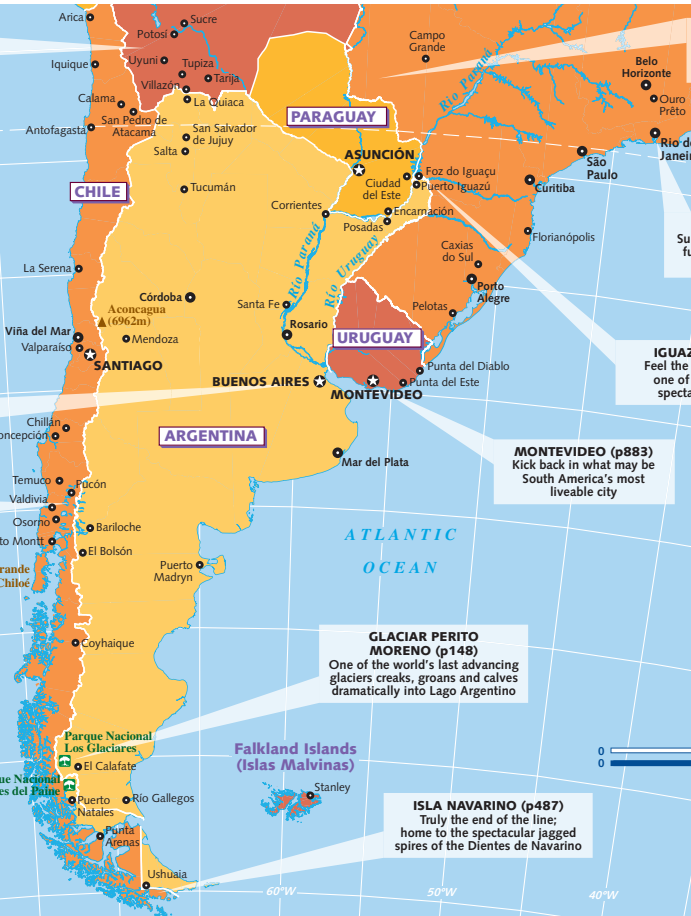 Arica
Sucre
Potosí
Campo
Grande
Iquique
Uyuni
Tupiza
Tarija
Villazón
Belo
Horizonte
Calama
La Quiaca
Río Paraná
Ouro
Prêto
PARAGUAY
San Pedro de
Atacama
Antofagasta
San Salvador
de Jujuy
Salta
Rio de
Janeir
ASUNCIÓN
São
Paulo
Foz do Iguaçu
Puerto Iguazú
Ciudad
del Este
Curitiba
CHILE
Tucumán
Corrientes
Encarnación
Posadas
Florianópolis
Su
fu
Río Paraná
Río Uruguay
Caxias
do Sul
La Serena
Porto
Alegre
Córdoba
Santa Fe
Pelotas
Aconcagua
(6962m)
Rosario
Viña del Mar
Valparaíso
Mendoza
URUGUAY
IGUAZ
Feel the
one of
specta
SANTIAGO
Punta del Diablo
BUENOS AIRES
Punta del Este
MONTEVIDEO
Chillán
oncepción
ARGENTINA
MONTEVIDEO (p883)
Kick back in what may be
South America's most
liveable city
Mar del Plata
Temuco
Pucón
Valdivia
Osorno
Bariloche
to Montt
El Bolsón
ATLANTIC
OCEAN
rande
Chiloé
Puerto
Madryn
Coyhaique
GLACIAR PERITO
MORENO (p148)
One of the world's last advancing
glaciers creaks, groans and calves
dramatically into Lago Argentino
Parque Nacional
Los Glaciares
El Calafate
Falkland Islands
(Islas Malvinas)
0
0
ue Nacional
es del Paine
Stanley
Puerto
Natales
Río Gallegos
ISLA NAVARINO (p487)
Truly the end of the line;
home to the spectacular jagged
spires of the Dientes de Navarino
Punta
Arenas
Ushuaia
60°W
50°W
40°W